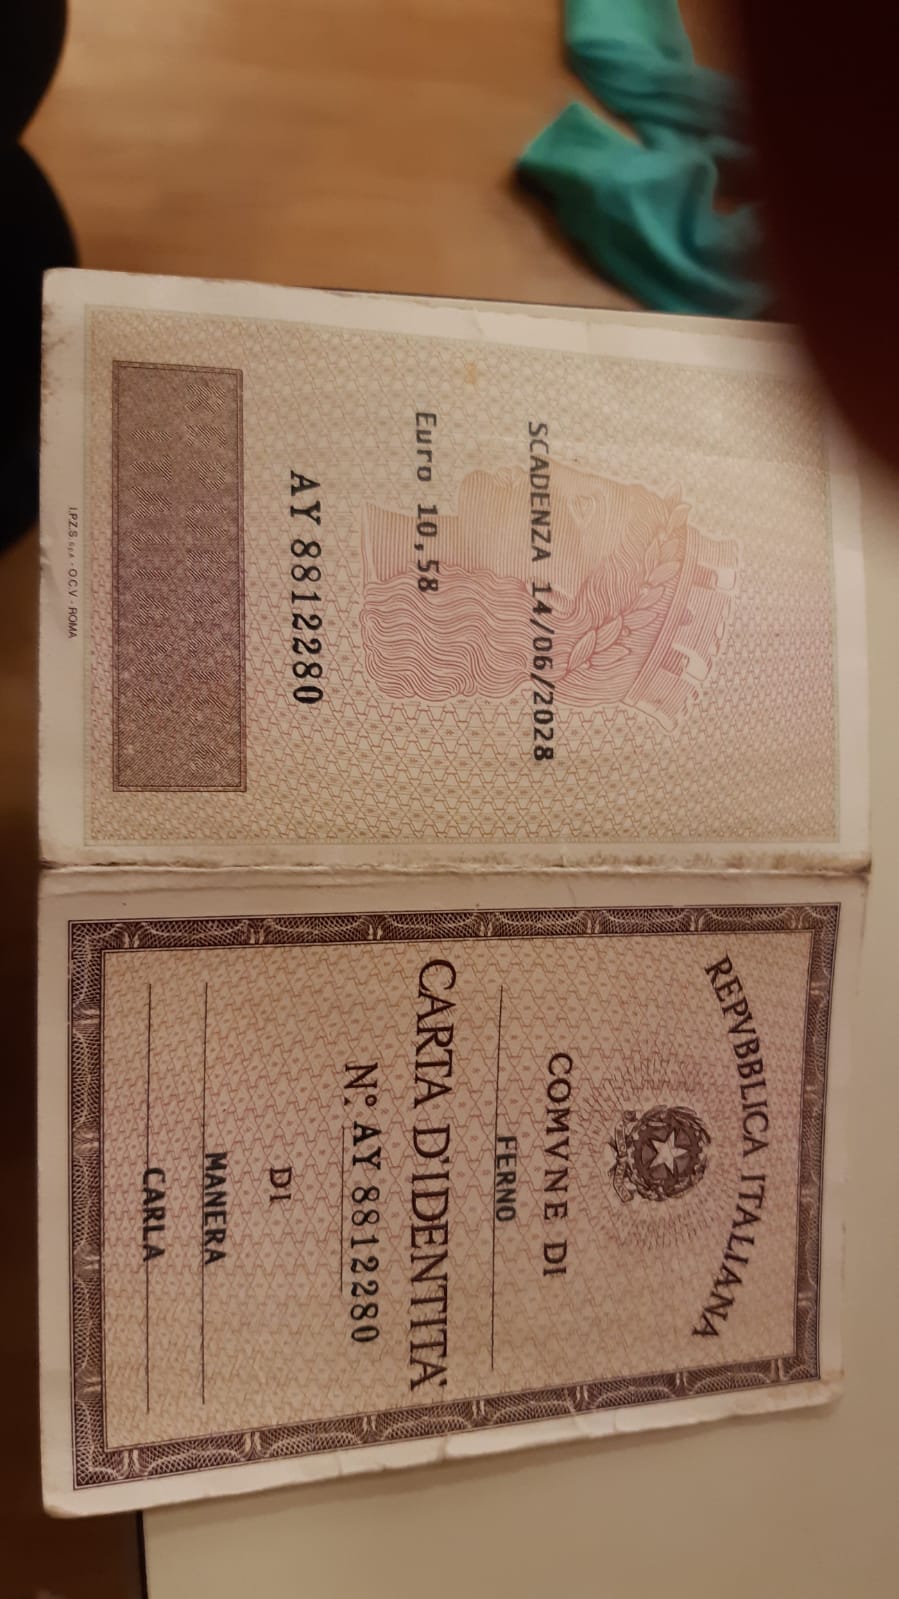 SCADENZA 14/06/2028
Euro 10,58
AY 8812280
I.P.Z.S. S.p.A. - O.C.V. - ROMA
REPVBBLICA ITALIANA
COMVNE DI
FERNO
CARTA D'IDENTITA'
N° AY 8812280
DI
MANERA
CARLA